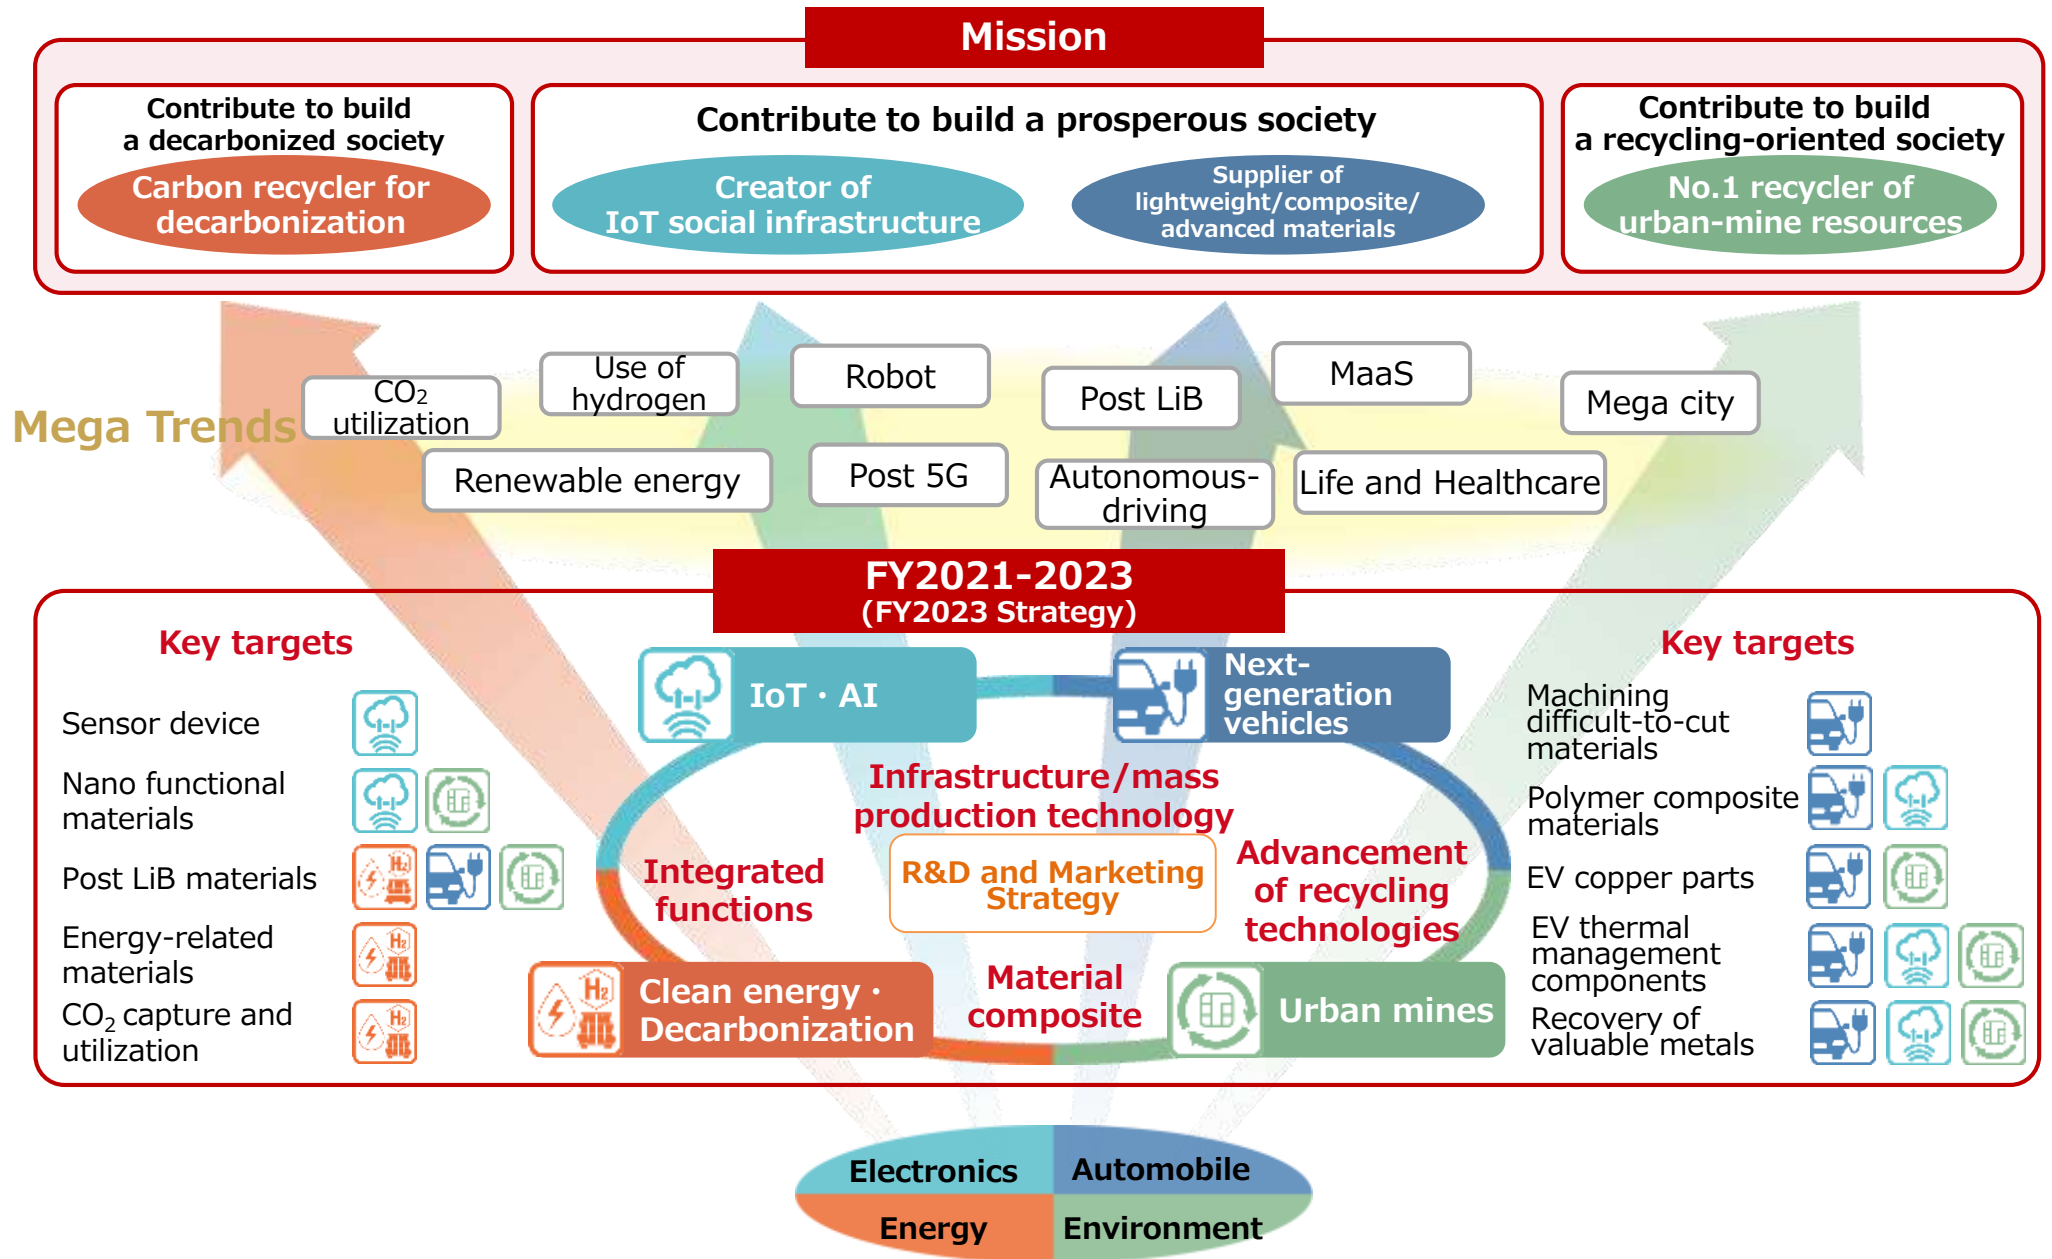 Mission
Contribute to build
a decarbonized society
Carbon recycler for
decarbonization
Contribute to build a prosperous society
Creator of
IoT social infrastructure
Supplier of
lightweight/composite/
advanced materials
Contribute to build
a recycling-oriented society
No.1 recycler of
urban-mine resources
Mega Trends
CO₂
utilization
Use of
hydrogen
Robot
Post LiB
MaaS
Mega city
Renewable energy
Post 5G
Autonomous-
driving
Life and Healthcare
FY2021-2023
(FY2023 Strategy)
Key targets
Sensor device
Nano functional
materials
Post LiB materials
H₂
Energy-related
materials
H₂
CO₂ capture and
utilization
H₂
IoT・AI
Next-
generation
vehicles
Infrastructure/mass
production technology
Integrated
functions
R&D and Marketing
Strategy
Advancement
of recycling
technologies
Material
composite
H₂
Clean energy・
Decarbonization
Urban mines
Key targets
Machining
difficult-to-cut
materials
Polymer composite
materials
EV copper parts
EV thermal
management
components
Recovery of
valuable metals
Electronics
Automobile
Energy
Environment